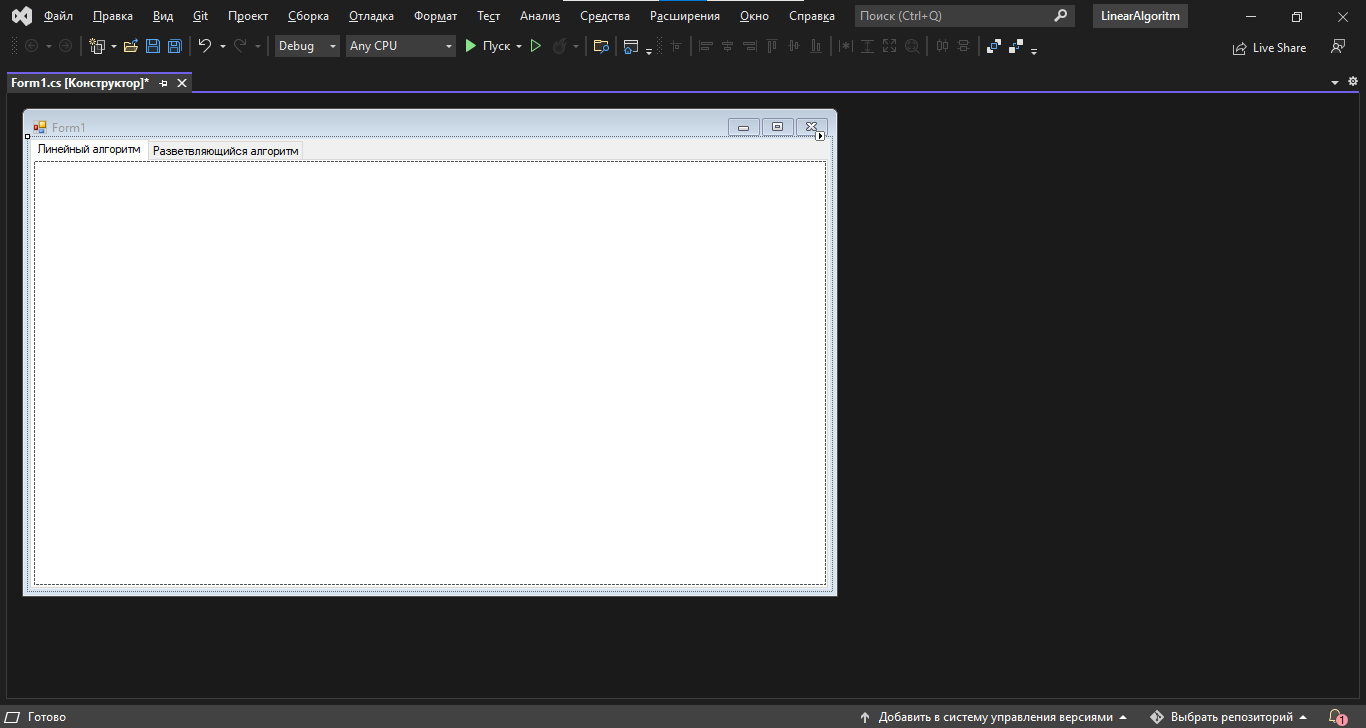 Файл Правка Вид Git Проект Сборка Отладка Формат Тест Анализ Средства Расширения Окно Справка Поиск (Ctrl+Q) LinearAlgoritm
Debug Any CPU Пуск Live Share
Form1.cs [Конструктор]*
Form1
Линейный алгоритм Разветвляющийся алгоритм
Готово Добавить в систему управления версиями Выбрать репозиторий 1